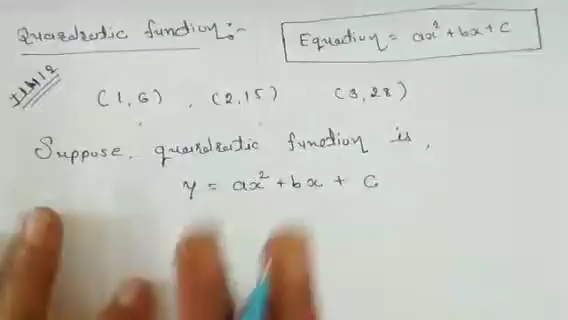 Quadratic function:-
Equation = ax² + bx + c
(1,6) , (2,15) (3,28)
Suppose, quadratic function is,
y = ax² + bx + c